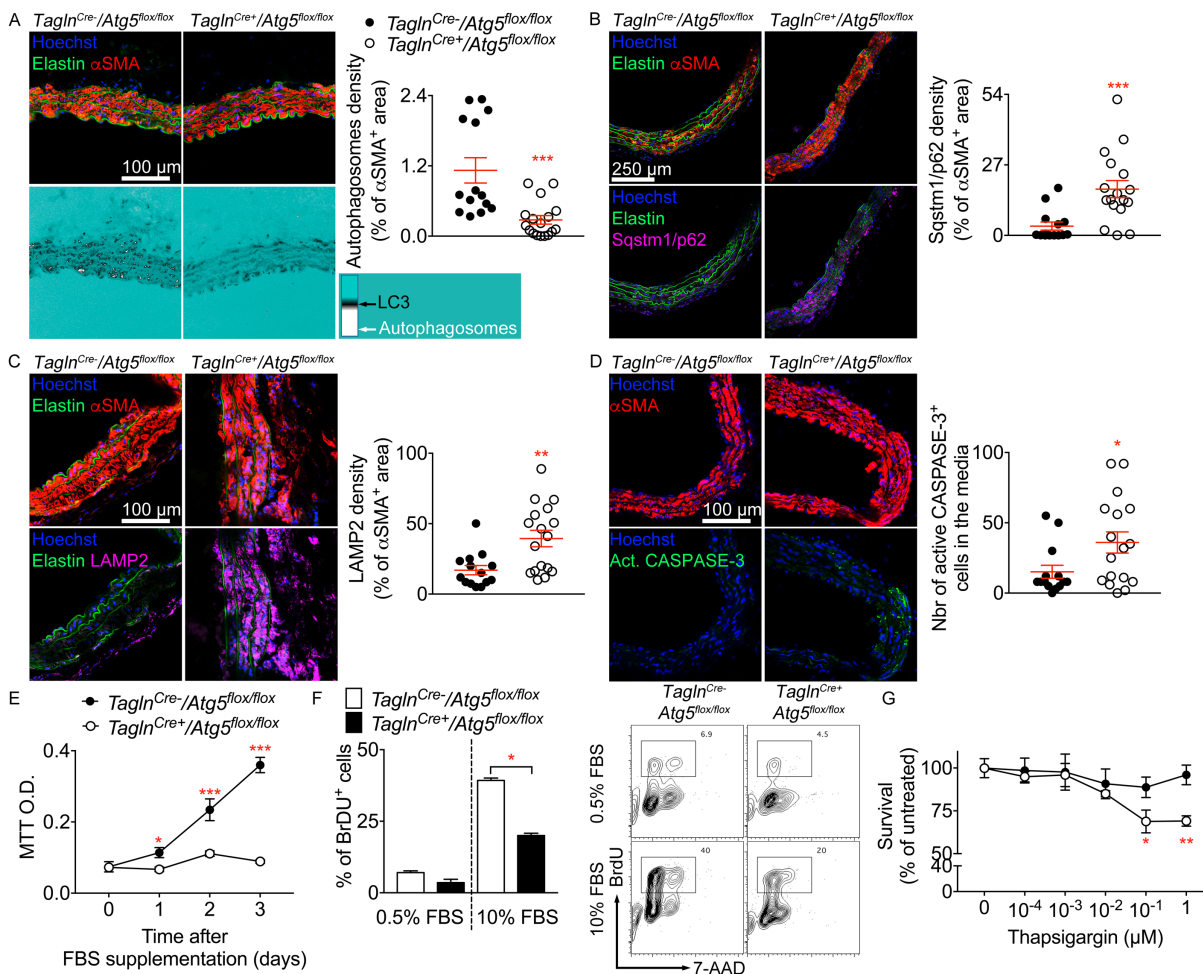 A
Tagln^Cre-/Atg5^flox/flox
Tagln^Cre+/Atg5^flox/flox
Hoechst
Elastin αSMA
100 µm
Tagln^Cre-/Atg5^flox/flox
Tagln^Cre+/Atg5^flox/flox
Autophagosomes density
(% of αSMA⁺ area)
2.4
1.2
0.0
***
LC3
Autophagosomes
B
Tagln^Cre-/Atg5^flox/flox
Tagln^Cre+/Atg5^flox/flox
Hoechst
Elastin αSMA
250 µm
Elastin
Sqstm1/p62
Sqstm1/p62 density
(% of αSMA⁺ area)
54
27
0
***
C
Tagln^Cre-/Atg5^flox/flox
Tagln^Cre+/Atg5^flox/flox
Hoechst
Elastin αSMA
100 µm
Hoechst
Elastin LAMP2
LAMP2 density
(% of αSMA⁺ area)
100
50
0
**
D
Tagln^Cre-/Atg5^flox/flox
Tagln^Cre+/Atg5^flox/flox
Hoechst
αSMA
100 µm
Hoechst
Act. CASPASE-3
Nbr of active CASPASE-3⁺
cells in the media
100
50
0
*
E
Tagln^Cre-/Atg5^flox/flox
Tagln^Cre+/Atg5^flox/flox
MTT O.D.
0.4
0.2
0.0
*
***
***
0 1 2 3
Time after
FBS supplementation (days)
F
Tagln^Cre-/Atg5^flox/flox
Tagln^Cre+/Atg5^flox/flox
% of BrDU⁺ cells
50
25
0
*
0.5% FBS 10% FBS
Tagln^Cre-
Atg5^flox/flox
Tagln^Cre+
Atg5^flox/flox
0.5% FBS
6.9
4.5
10% FBS
40
20
BrdU
7-AAD
G
Survival
(% of untreated)
100
75
50
40
0
*
**
0 10⁻⁴ 10⁻³ 10⁻² 10⁻¹ 1
Thapsigargin (µM)